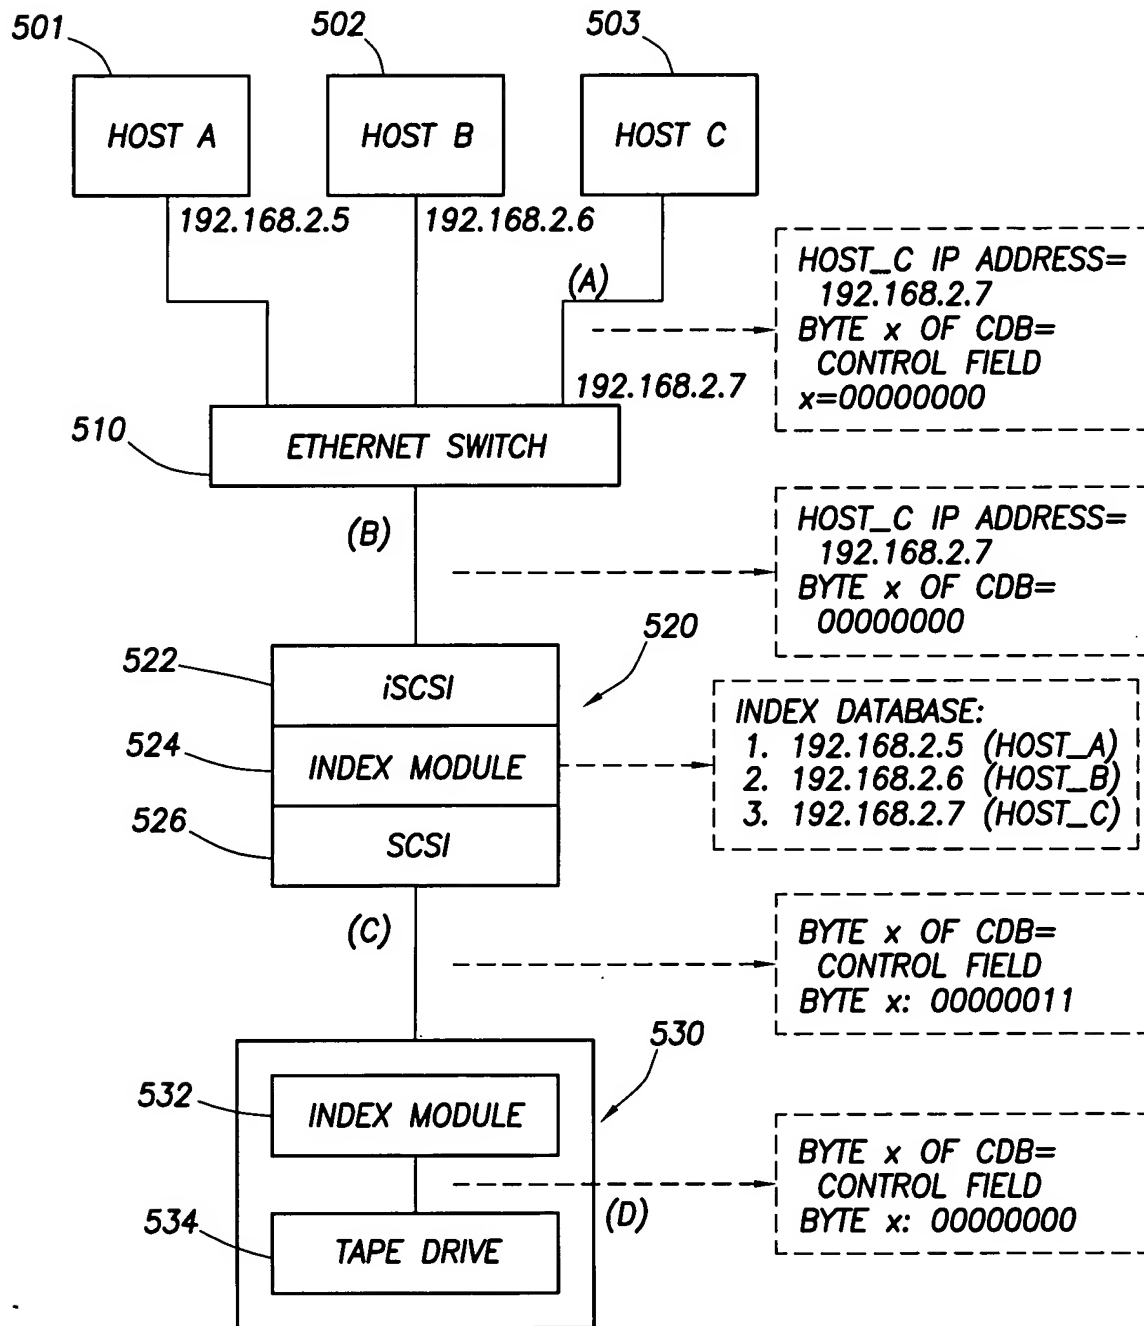 501
502
503
HOST A
HOST B
HOST C
192.168.2.5
192.168.2.6
(A)
192.168.2.7
HOST_C IP ADDRESS=
192.168.2.7
BYTE x OF CDB=
CONTROL FIELD
x=00000000
510
ETHERNET SWITCH
(B)
HOST_C IP ADDRESS=
192.168.2.7
BYTE x OF CDB=
00000000
520
522
iSCSI
524
INDEX MODULE
526
SCSI
INDEX DATABASE:
1. 192.168.2.5 (HOST_A)
2. 192.168.2.6 (HOST_B)
3. 192.168.2.7 (HOST_C)
(C)
BYTE x OF CDB=
CONTROL FIELD
BYTE x: 00000011
530
532
INDEX MODULE
534
TAPE DRIVE
(D)
BYTE x OF CDB=
CONTROL FIELD
BYTE x: 00000000